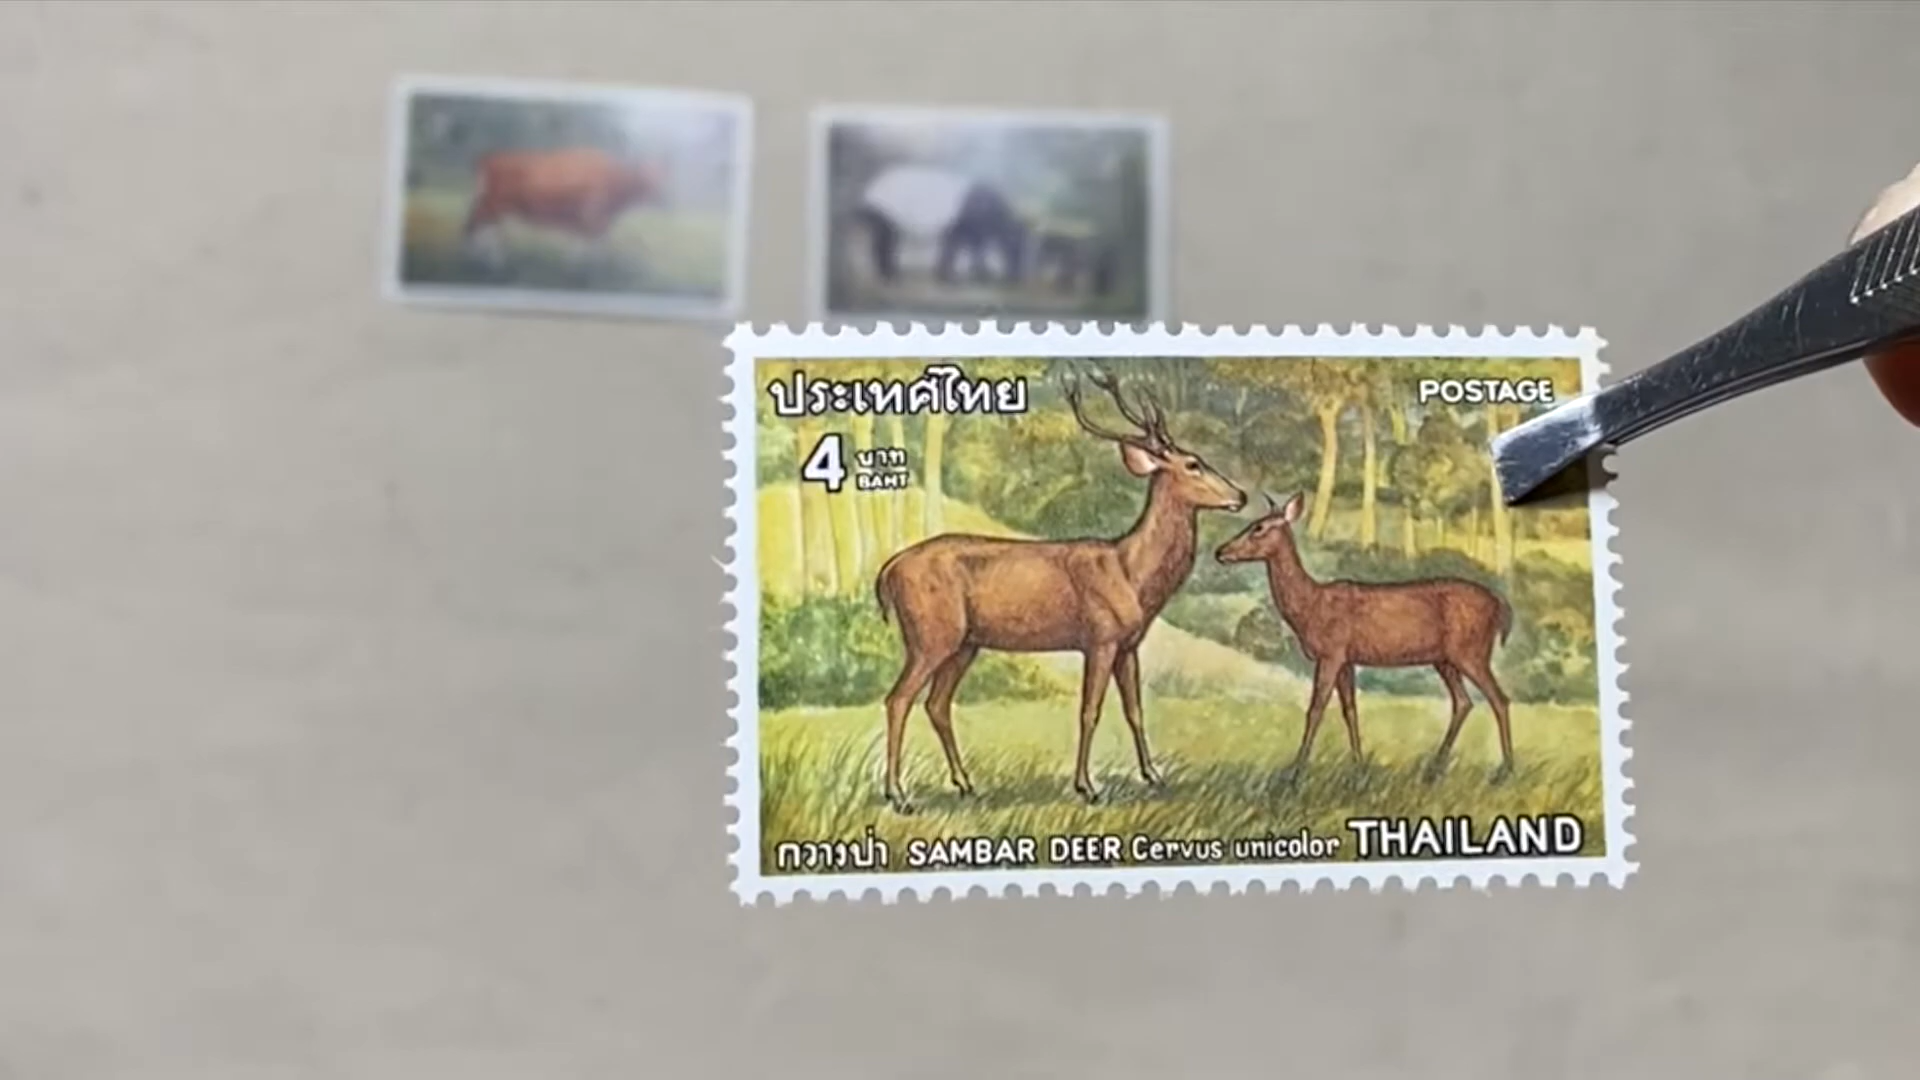 ประเทศไทย
POSTAGE
4 บาท
BAHT
กวางป่า SAMBAR DEER Cervus unicolor THAILAND